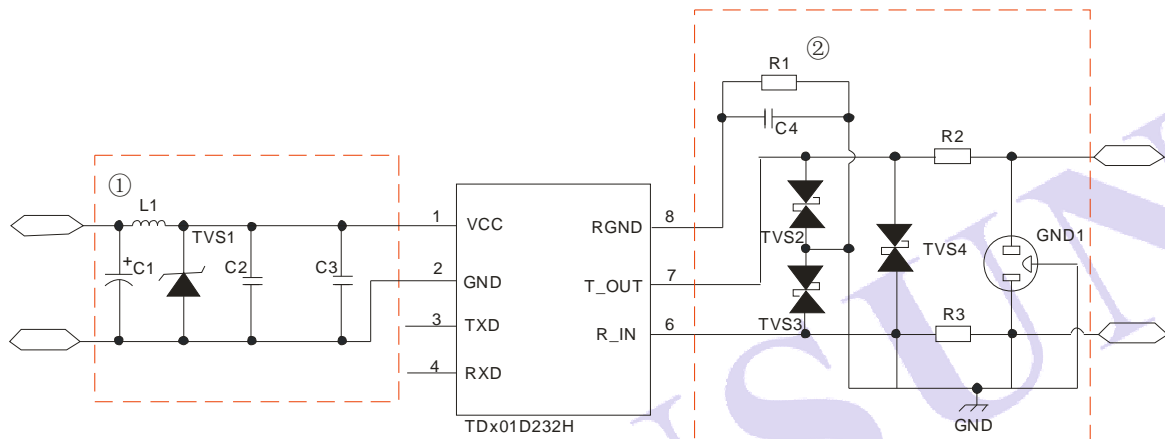 ②
R1
C4
R2
①
L1
+
C1
TVS1
C2
C3
1
VCC
2
GND
3
TXD
4
RXD
RGND
8
T_OUT
7
R_IN
6
TDx01D232H
TVS2
TVS3
TVS4
GND1
R3
GND